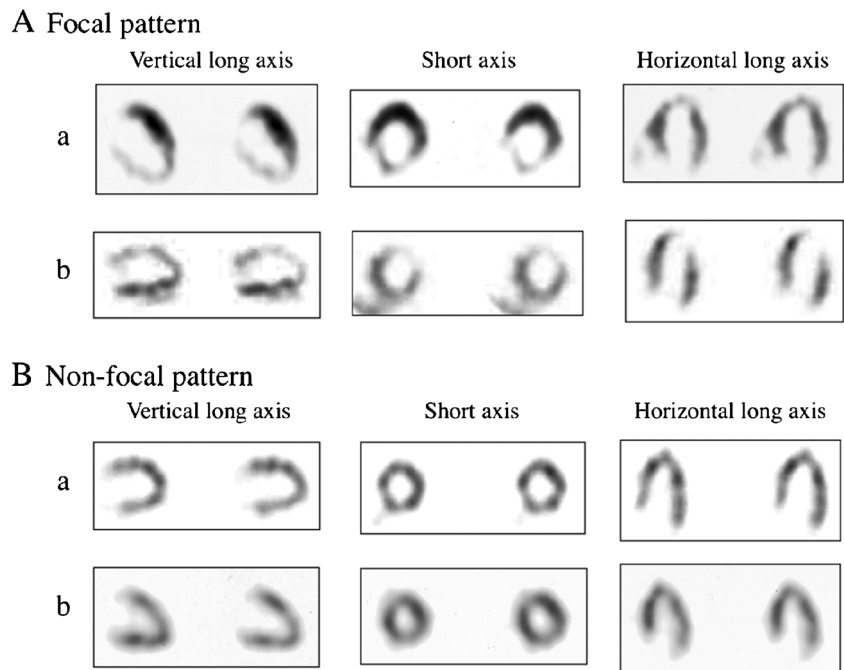 A Focal pattern
Vertical long axis Short axis Horizontal long axis
a
b
B Non-focal pattern
Vertical long axis Short axis Horizontal long axis
a
b